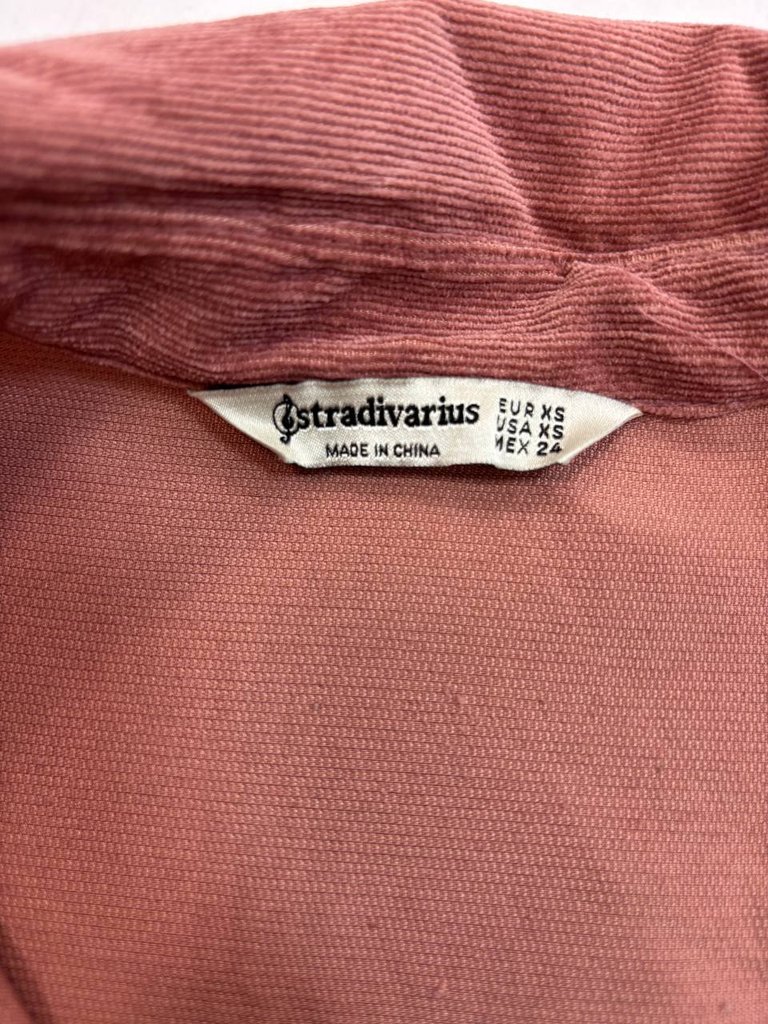 stradivarius
MADE IN CHINA
EUR XS
USA XS
MEX 24